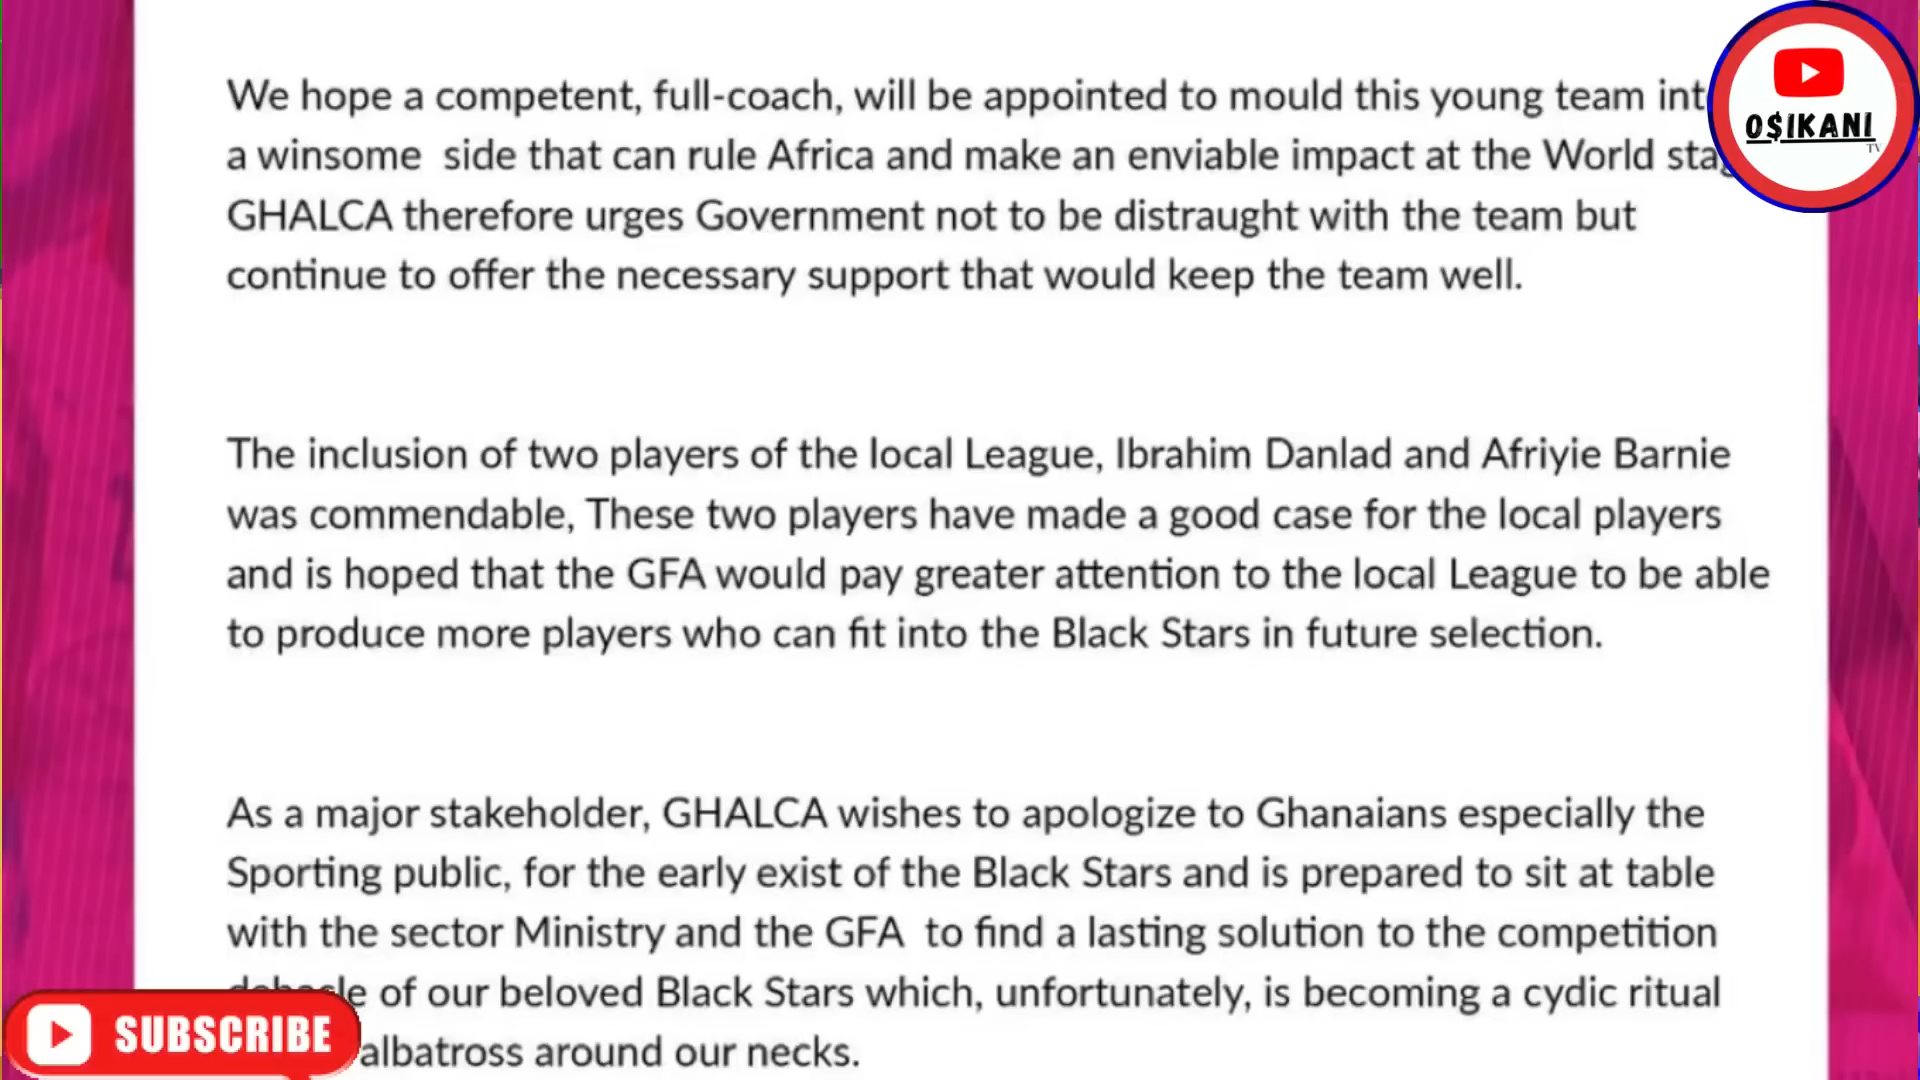 We hope a competent, full-coach, will be appointed to mould this young team int
a winsome side that can rule Africa and make an enviable impact at the World sta
GHALCA therefore urges Government not to be distraught with the team but
continue to offer the necessary support that would keep the team well.
The inclusion of two players of the local League, Ibrahim Danlad and Afriyie Barnie
was commendable, These two players have made a good case for the local players
and is hoped that the GFA would pay greater attention to the local League to be able
to produce more players who can fit into the Black Stars in future selection.
As a major stakeholder, GHALCA wishes to apologize to Ghanaians especially the
Sporting public, for the early exist of the Black Stars and is prepared to sit at table
with the sector Ministry and the GFA to find a lasting solution to the competition
of our beloved Black Stars which, unfortunately, is becoming a cydic ritual
albatross around our necks.
O$IKANI
TV
SUBSCRIBE